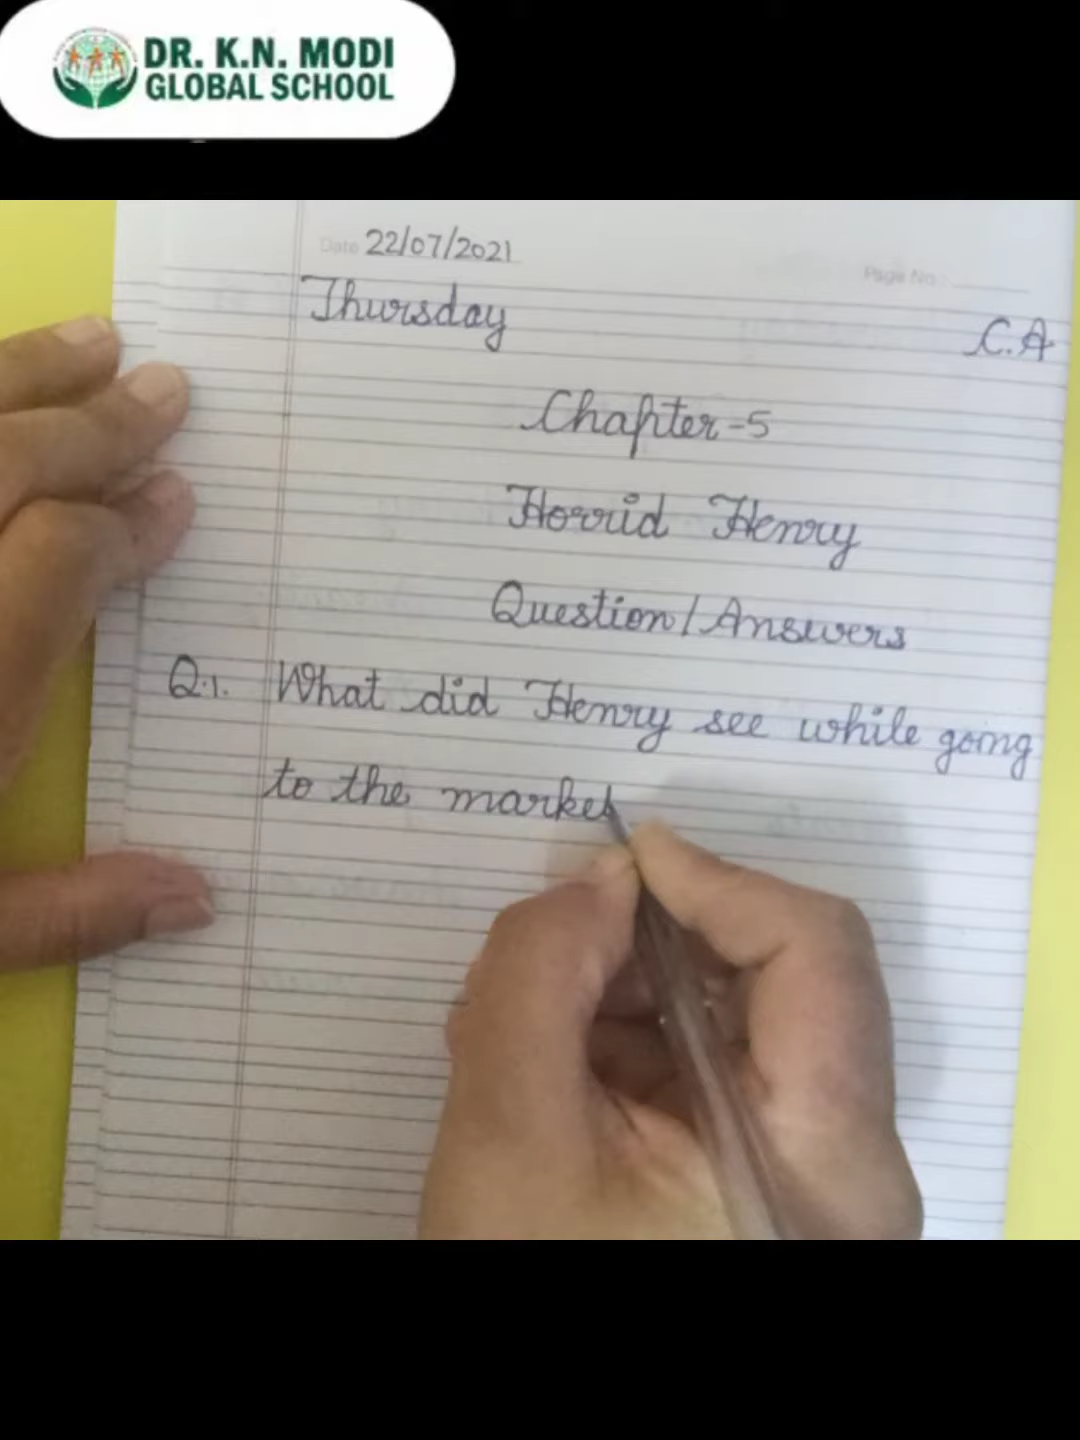 DR. K.N. MODI
GLOBAL SCHOOL
Date 22/07/2021
Page No.
Thursday
C.A
Chapter-5
Horrid Henry
Question/Answers
Q.1. What did Henry see while going
to the market